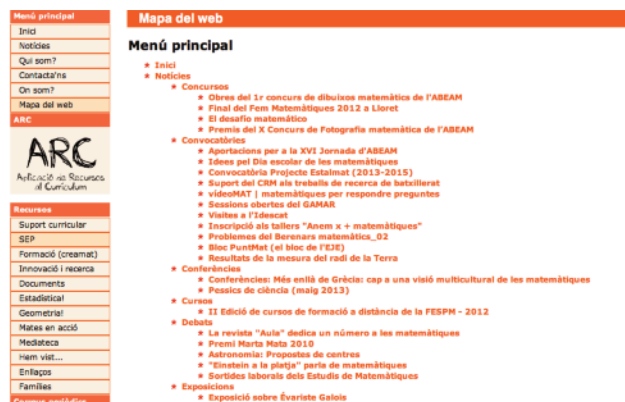 Menú principal
Inici
Notícies
Qui som?
Contacta'ns
On som?
Mapa del web
ARC
ARC
Aplicació de Recursos
al Currículum
Recursos
Suport curricular
SEP
Formació (creamat)
Innovació i recerca
Documents
Estadística!
Geometria!
Mates en acció
Mediateca
Hem vist...
Enllaços
Famílies
Mapa del web
Menú principal
Inici
Notícies
Concursos
Obres del 1r concurs de dibuixos matemàtics de l'ABEAM
Final del Fem Matemàtiques 2012 a Lloret
El desafío matemático
Premis del X Concurs de Fotografia matemàtica de l'ABEAM
Convocatòries
Aportacions per a la XVI Jornada d'ABEAM
Idees pel Dia escolar de les matemàtiques
Convocatòria Projecte Estalmat (2013-2015)
Suport del CRM als treballs de recerca de batxillerat
vídeoMAT | matemàtiques per respondre preguntes
Sessions obertes del GAMAR
Visites a l'Idescat
Inscripció als tallers "Anem x + matemàtiques"
Problemes del Berenars matemàtics_02
Bloc PuntMat (el bloc de l'EJE)
Resultats de la mesura del radi de la Terra
Conferències
Conferències: Més enllà de Grècia: cap a una visió multicultural de les matemàtiques
Pessics de ciència (maig 2013)
Cursos
II Edició de cursos de formació a distància de la FESPM - 2012
Debats
La revista "Aula" dedica un número a les matemàtiques
Premi Marta Mata 2010
Astronomia: Propostes de centres
"Einstein a la platja" parla de matemàtiques
Sortides laborals dels Estudis de Matemàtiques
Exposicions
Exposició sobre Évariste Galois